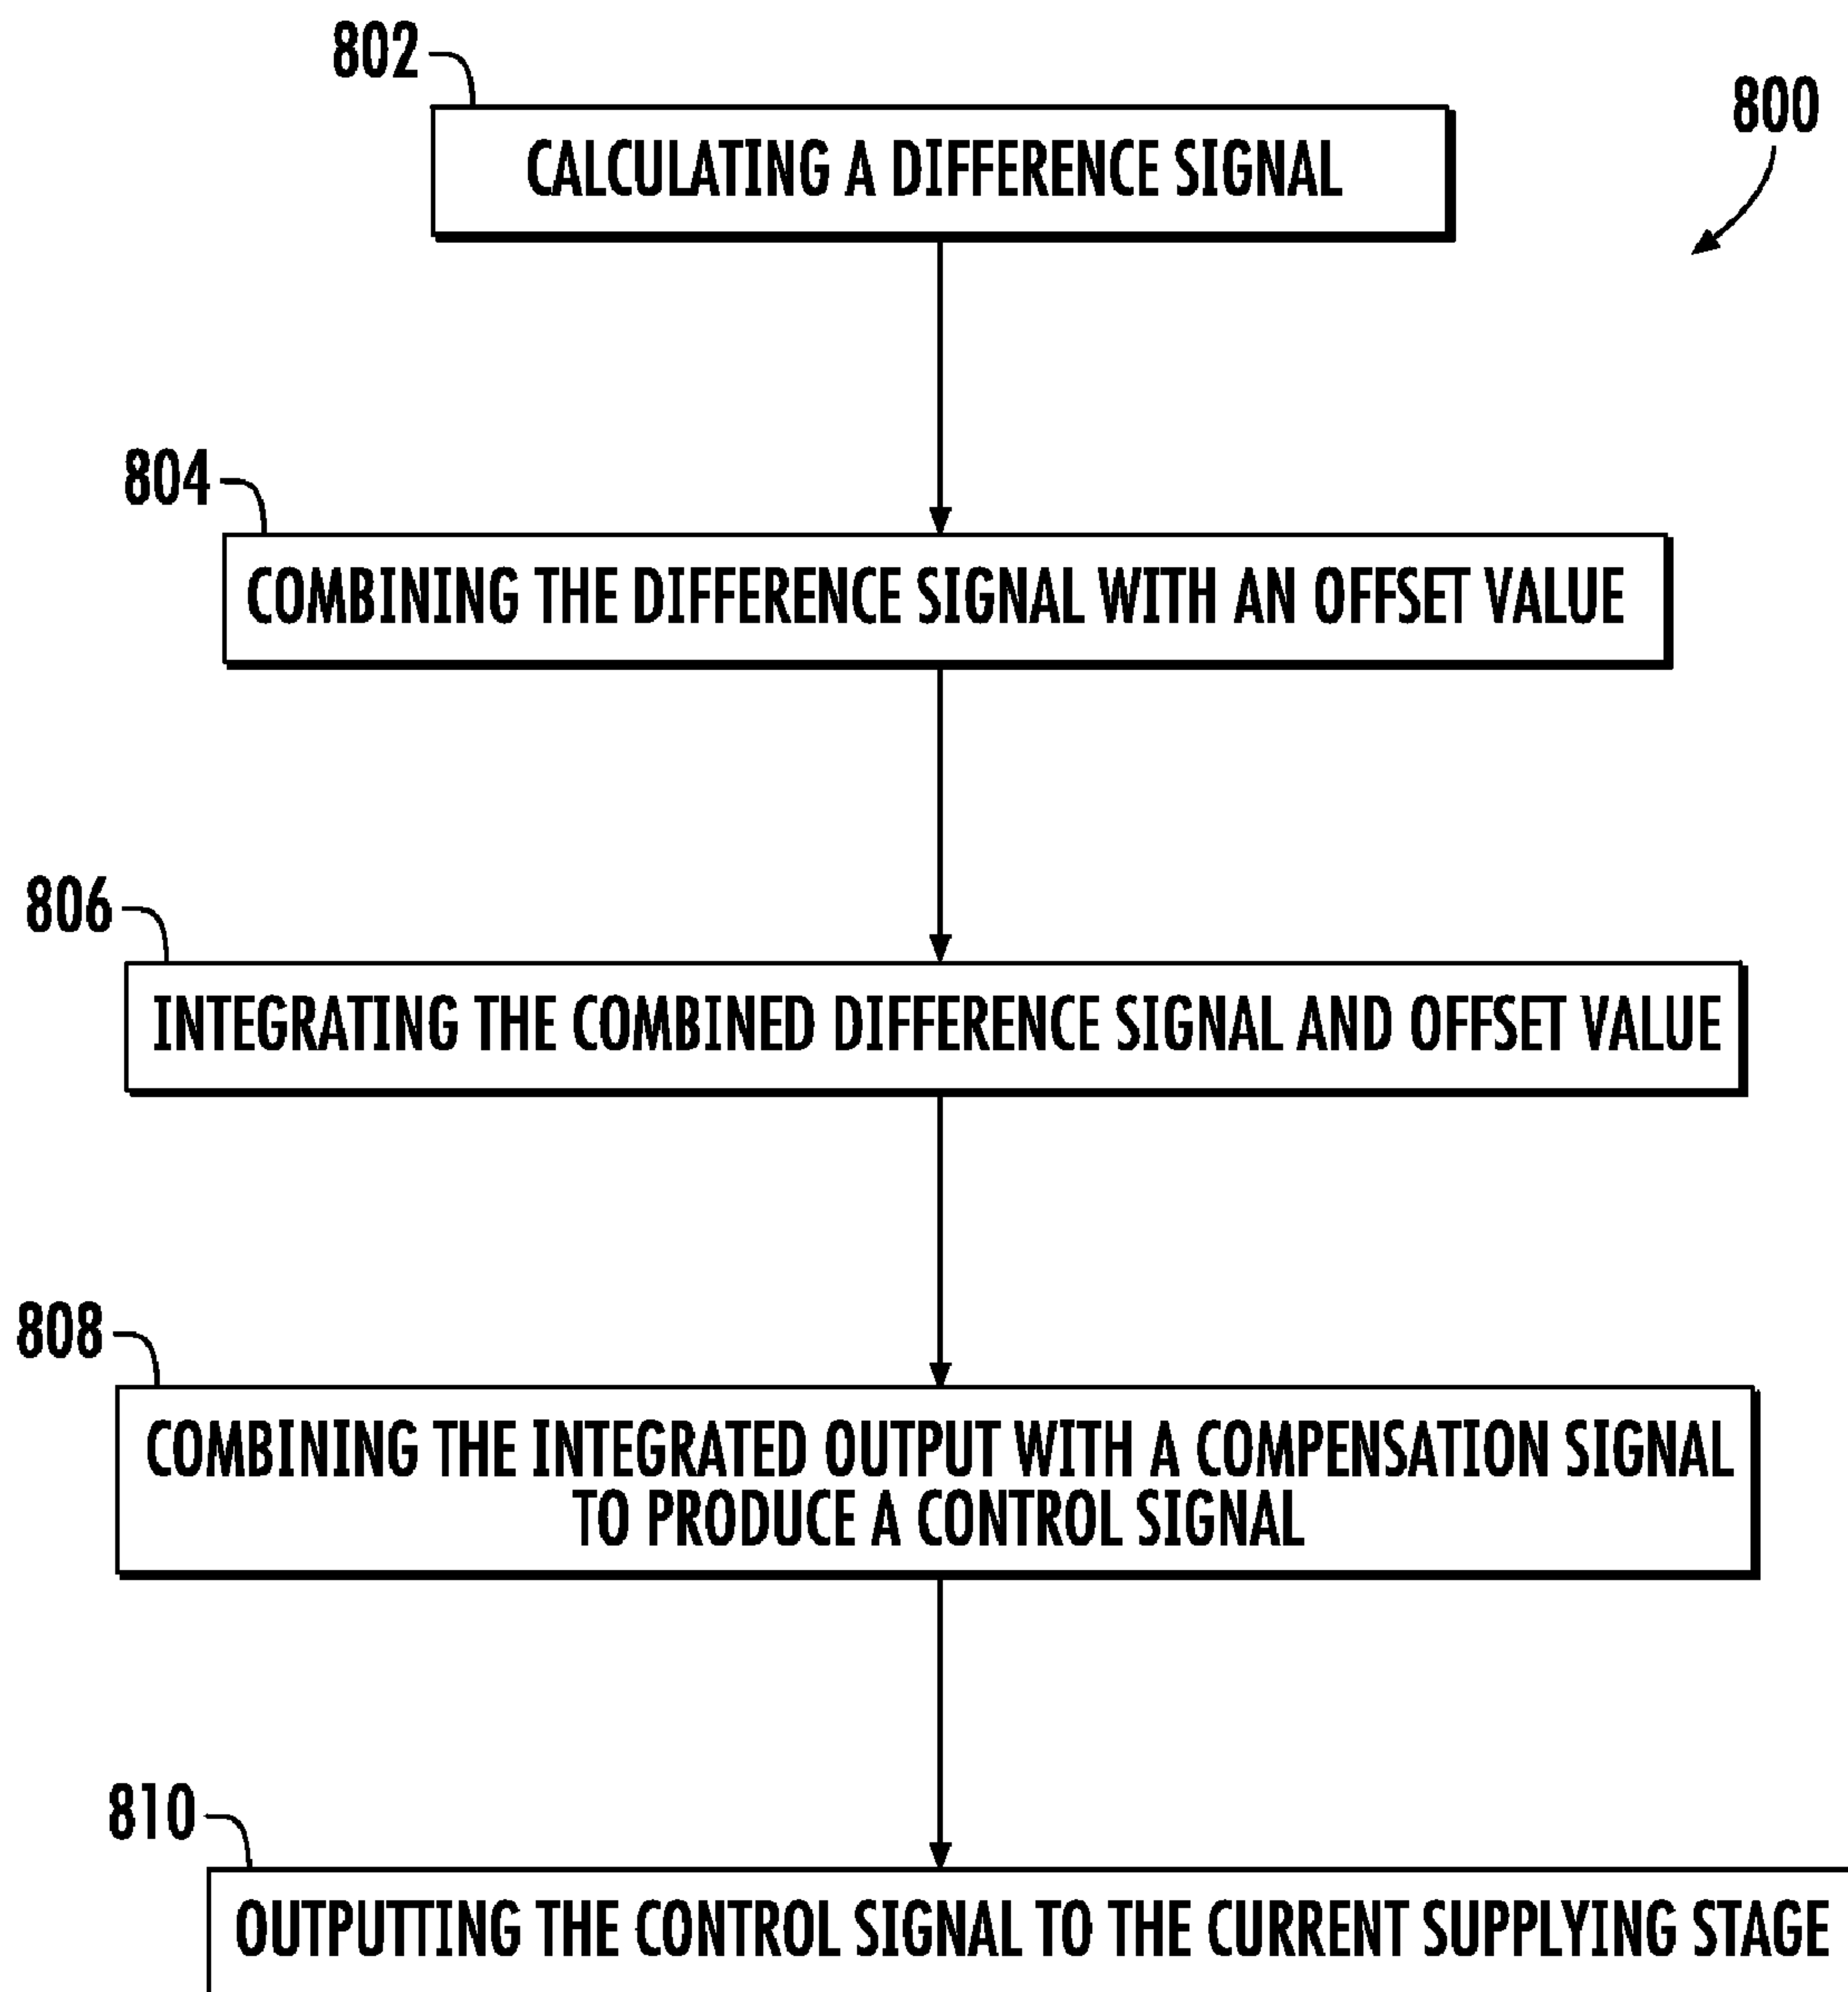 802
800
CALCULATING A DIFFERENCE SIGNAL
804
COMBINING THE DIFFERENCE SIGNAL WITH AN OFFSET VALUE
806
INTEGRATING THE COMBINED DIFFERENCE SIGNAL AND OFFSET VALUE
808
COMBINING THE INTEGRATED OUTPUT WITH A COMPENSATION SIGNAL
TO PRODUCE A CONTROL SIGNAL
810
OUTPUTTING THE CONTROL SIGNAL TO THE CURRENT SUPPLYING STAGE